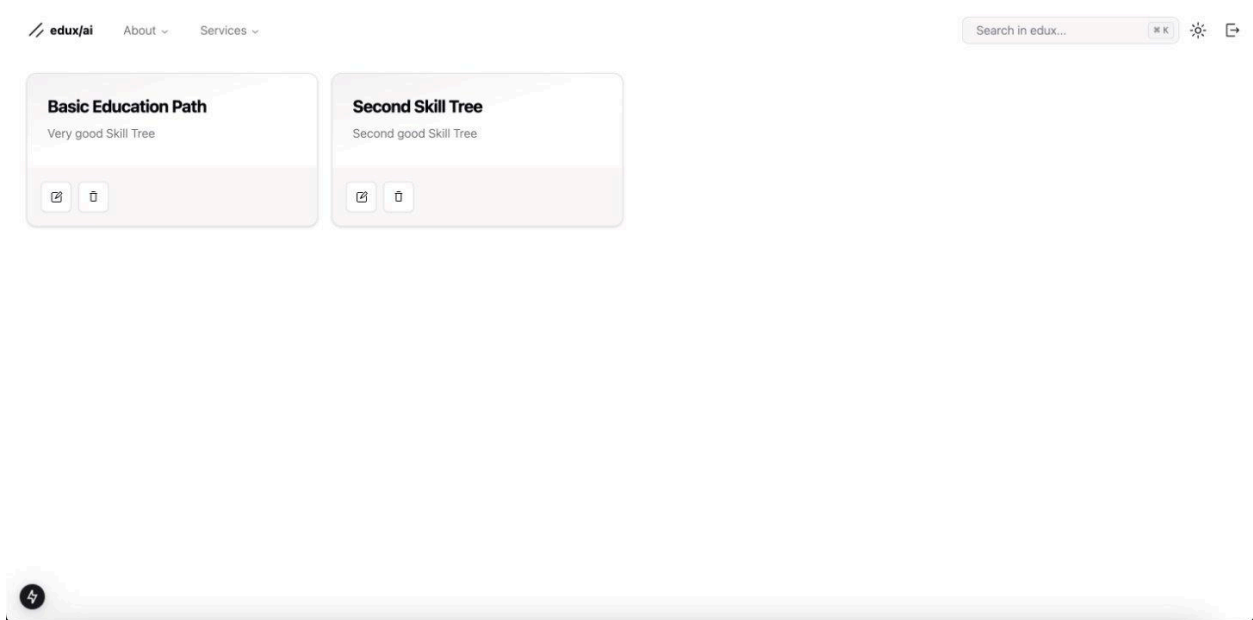 edux/ai About Services Search in edux... ⌘ K
Basic Education Path
Very good Skill Tree
Second Skill Tree
Second good Skill Tree